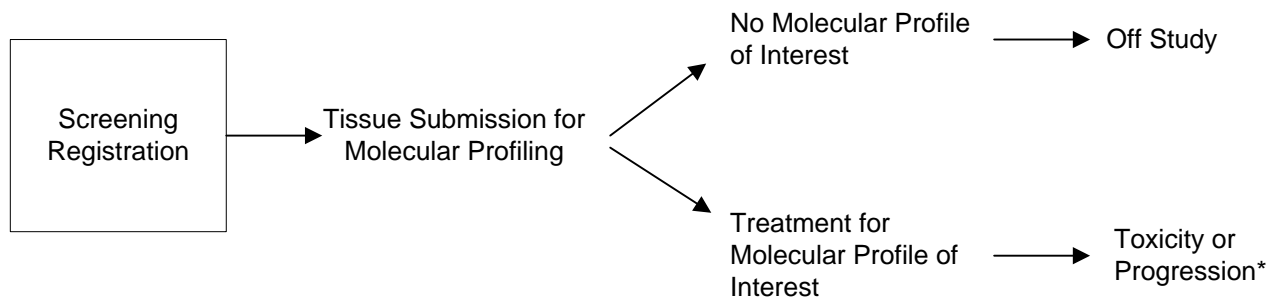 Screening
Registration
Tissue Submission for
Molecular Profiling
No Molecular Profile
of Interest
Off Study
Treatment for
Molecular Profile of
Interest
Toxicity or
Progression*